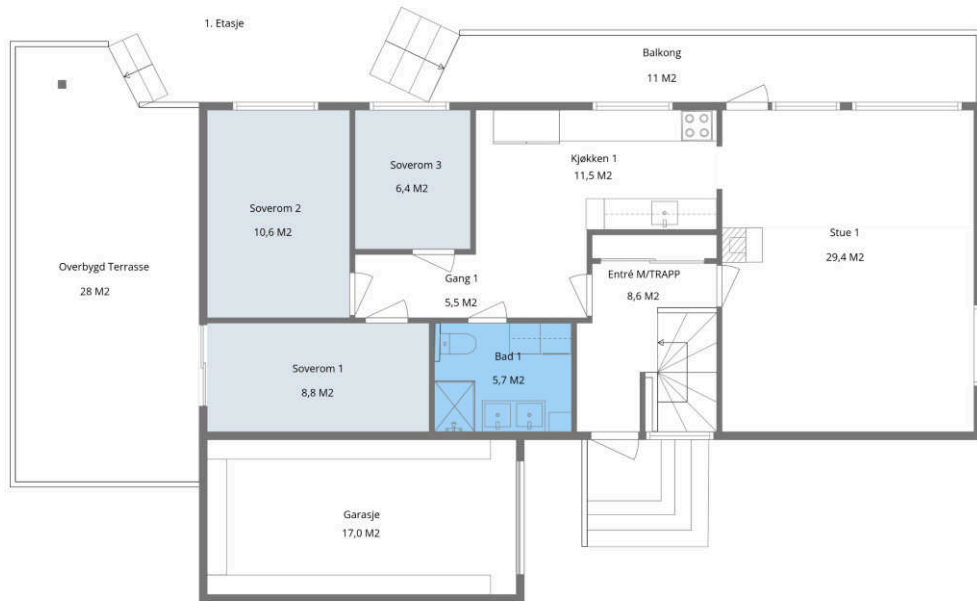 1. Etasje
Balkong
11 M2
Soverom 3
6,4 M2
Kjøkken 1
11,5 M2
Soverom 2
10,6 M2
Stue 1
29,4 M2
Overbygd Terrasse
28 M2
Gang 1
5,5 M2
Entré M/TRAPP
8,6 M2
Soverom 1
8,8 M2
Bad 1
5,7 M2
Garasje
17,0 M2